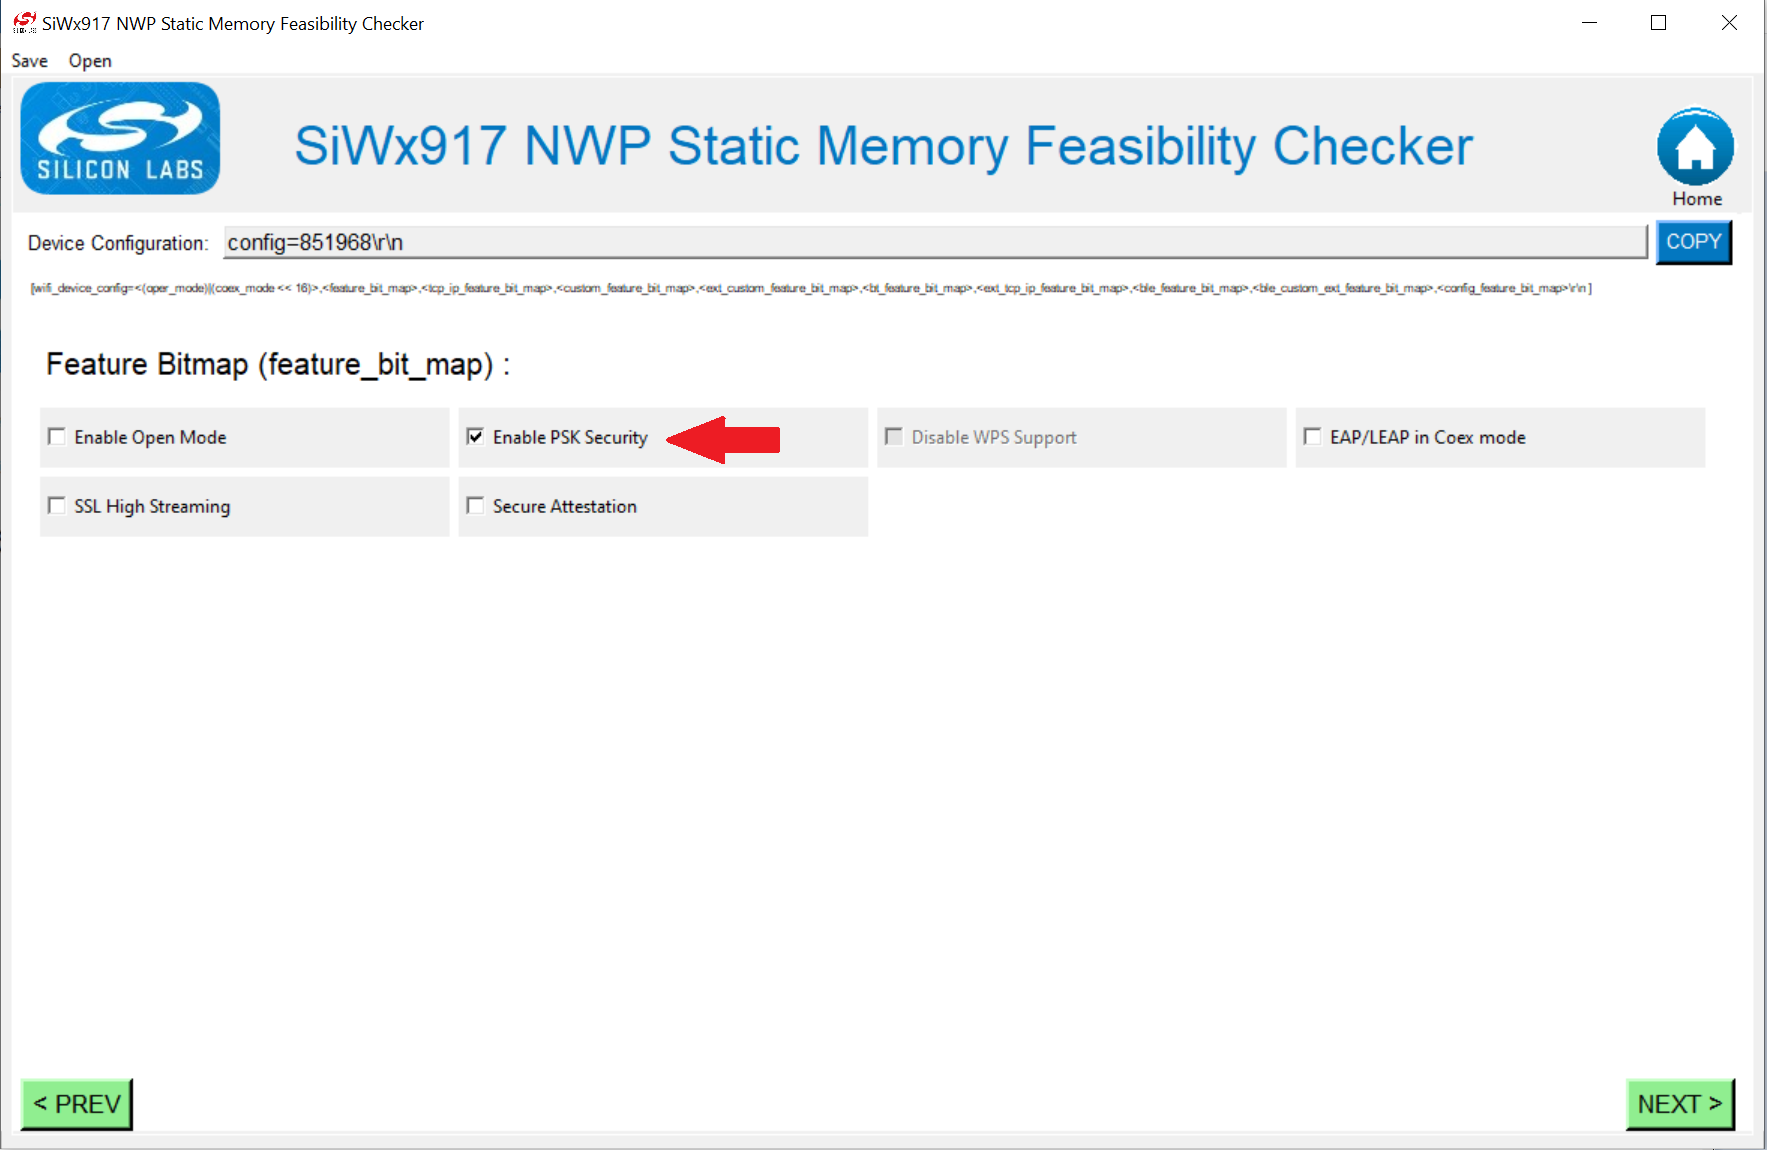 SiWx917 NWP Static Memory Feasibility Checker
Save Open
SILICON LABS
SiWx917 NWP Static Memory Feasibility Checker
Home
Device Configuration: config=851968\r\n COPY
[wifi_device_config=<(oper_mode)|(coex_mode << 16)>,<feature_bit_map>,<tcp_ip_feature_bit_map>,<custom_feature_bit_map>,<ext_custom_feature_bit_map>,<bt_feature_bit_map>,<ext_tcp_ip_feature_bit_map>,<ble_feature_bit_map>,<ble_custom_ext_feature_bit_map>,<config_feature_bit_map>\r\n ]
Feature Bitmap (feature_bit_map) :
Enable Open Mode Enable PSK Security Disable WPS Support EAP/LEAP in Coex mode
SSL High Streaming Secure Attestation
< PREV NEXT >